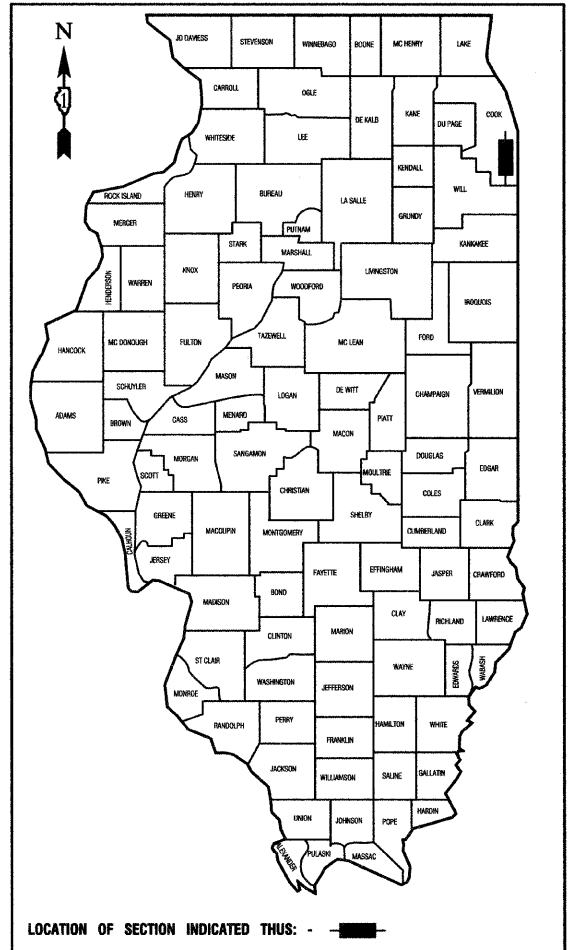 N
1
JO DAVIESS STEVENSON WINNEBAGO BOONE MC HENRY LAKE
CARROLL OGLE DE KALB KANE DU PAGE COOK
WHITESIDE LEE KENDALL WILL
ROCK ISLAND HENRY BUREAU LA SALLE GRUNDY
MERCER PUTNAM KANKAKEE
HENDERSON WARREN KNOX STARK MARSHALL LIVINGSTON
PEORIA WOODFORD IROQUOIS
HANCOCK MC DONOUGH FULTON TAZEWELL MC LEAN FORD
SCHUYLER MASON LOGAN DE WITT CHAMPAIGN VERMILION
ADAMS BROWN CASS MENARD MACON PIATT
PIKE SCOTT MORGAN SANGAMON CHRISTIAN MOULTRIE DOUGLAS EDGAR
COLES
CALHOUN GREENE MACOUPIN MONTGOMERY SHELBY CUMBERLAND CLARK
JERSEY FAYETTE EFFINGHAM JASPER CRAWFORD
MADISON BOND CLAY RICHLAND LAWRENCE
CLINTON MARION
ST CLAIR WASHINGTON JEFFERSON WAYNE EDWARDS WABASH
MONROE
RANDOLPH PERRY FRANKLIN HAMILTON WHITE
JACKSON WILLIAMSON SALINE GALLATIN
UNION JOHNSON POPE HARDIN
ALEXANDER PULASKI MASSAC
LOCATION OF SECTION INDICATED THUS: -